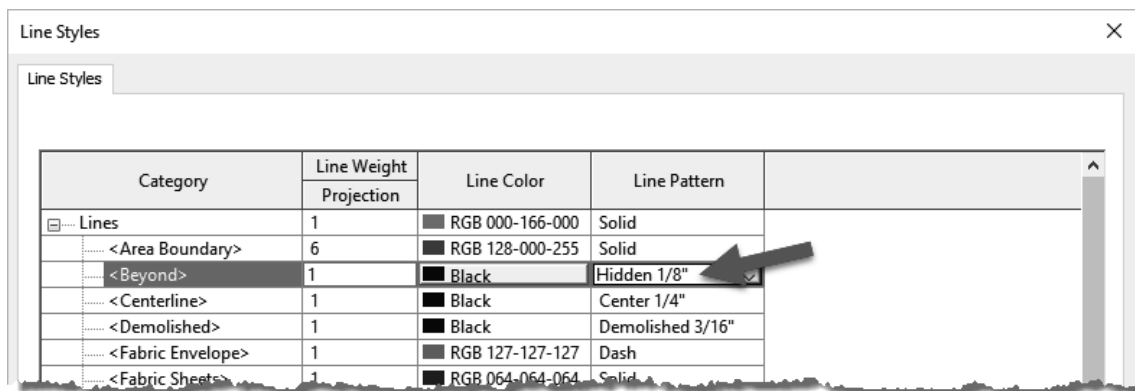 Line Styles
Line Styles
Category Line Weight Line Color Line Pattern
Projection
Lines 1 RGB 000-166-000 Solid
<Area Boundary> 6 RGB 128-000-255 Solid
<Beyond> 1 Black Hidden 1/8"
<Centerline> 1 Black Center 1/4"
<Demolished> 1 Black Demolished 3/16"
<Fabric Envelope> 1 RGB 127-127-127 Dash
<Fabric Sheets> 1 RGB 064-064-064 Solid